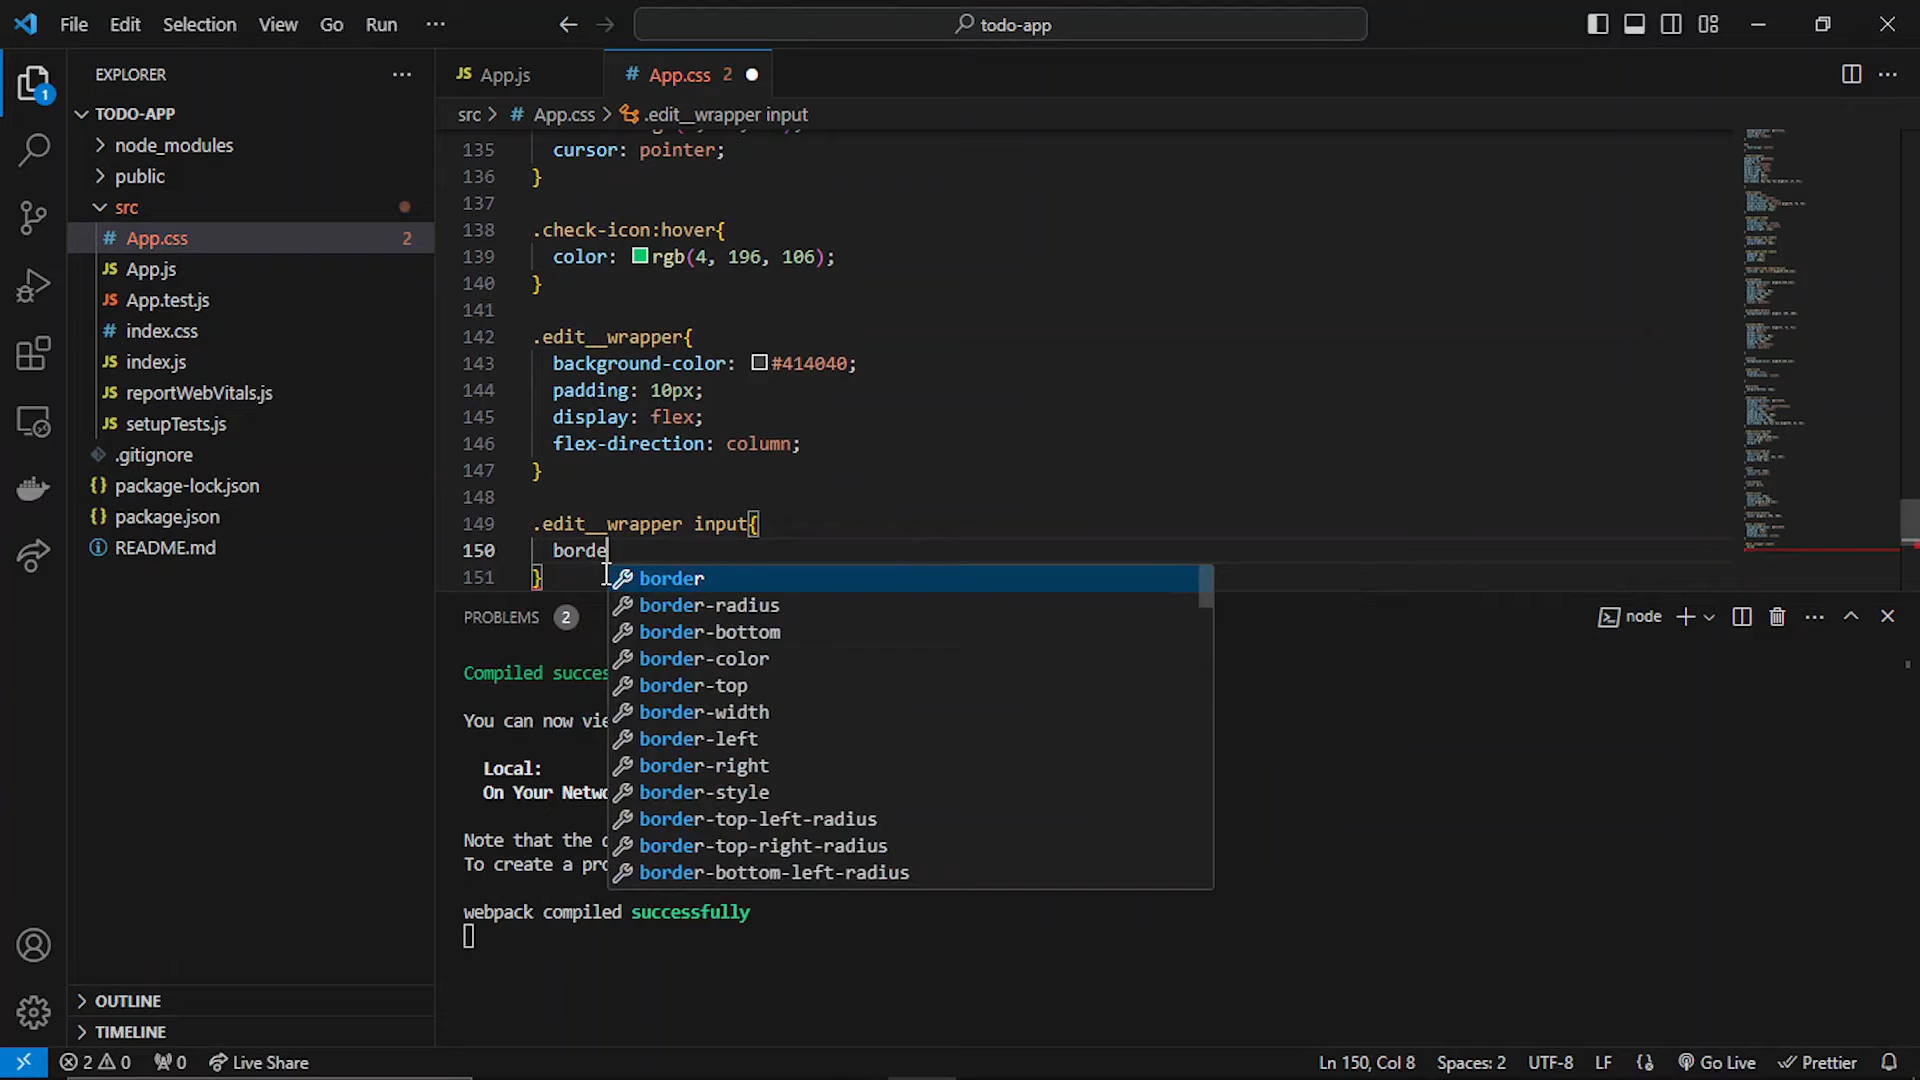 File Edit Selection View Go Run ··· todo-app
EXPLORER ···
TODO-APP
node_modules
public
src
# App.css 2
JS App.js
JS App.test.js
# index.css
JS index.js
JS reportWebVitals.js
JS setupTests.js
.gitignore
{} package-lock.json
{} package.json
README.md
OUTLINE
TIMELINE
1
JS App.js # App.css 2
src > # App.css > .edit__wrapper input
135 cursor: pointer;
136 }
137
138 .check-icon:hover{
139 color: rgb(4, 196, 106);
140 }
141
142 .edit__wrapper{
143 background-color: #414040;
144 padding: 10px;
145 display: flex;
146 flex-direction: column;
147 }
148
149 .edit__wrapper input{
150 borde
151 }
border
border-radius
border-bottom
border-color
border-top
border-width
border-left
border-right
border-style
border-top-left-radius
border-top-right-radius
border-bottom-left-radius
PROBLEMS 2 node
Compiled succes
You can now vie
Local:
On Your Netwo
Note that the
To create a pro
webpack compiled successfully
2 0 0 Live Share Ln 150, Col 8 Spaces: 2 UTF-8 LF {} Go Live Prettier